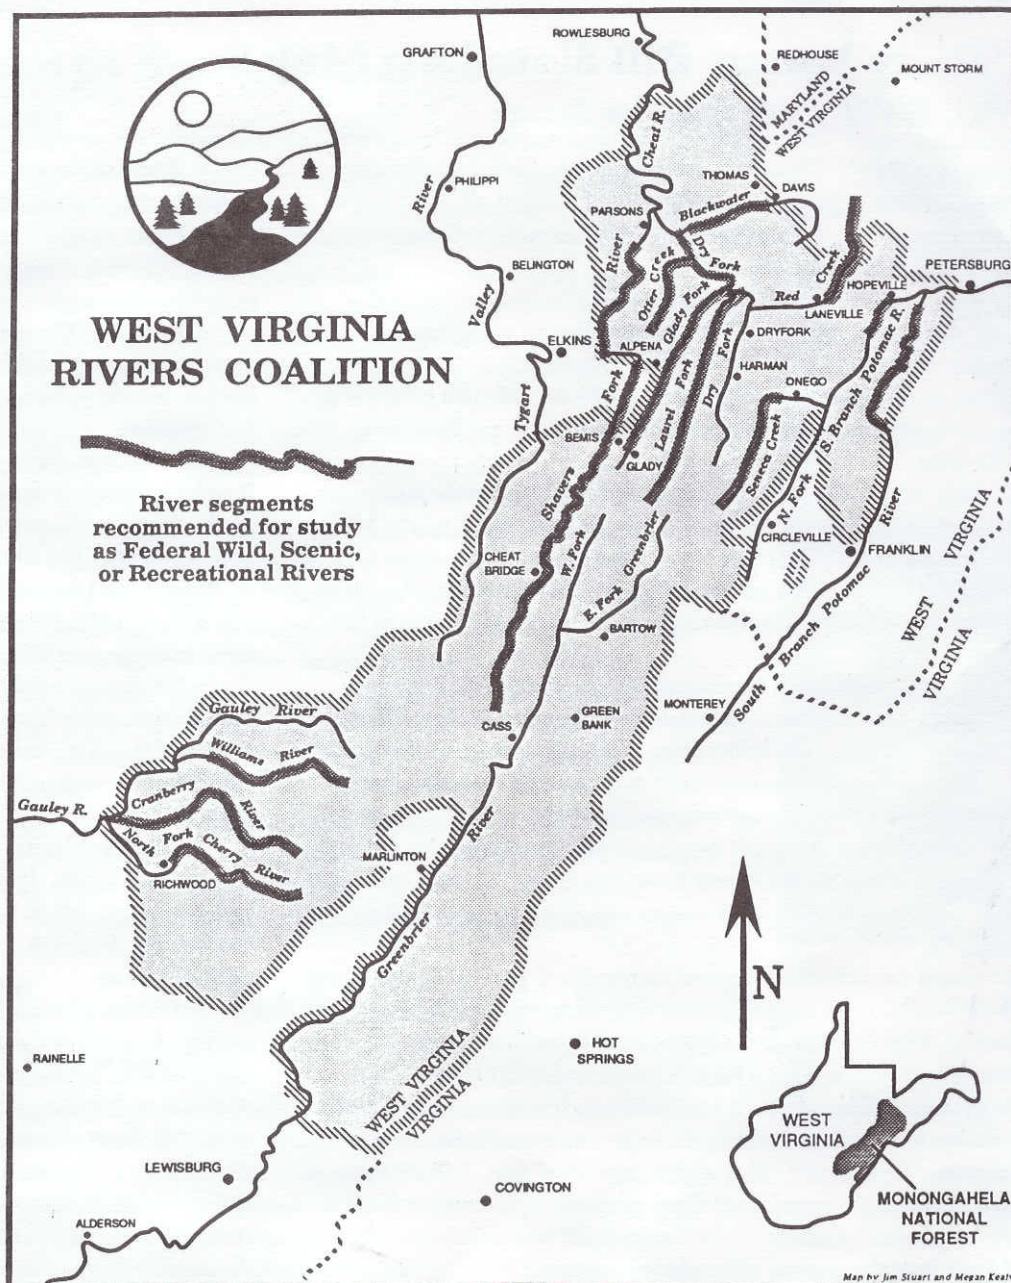 ROWLESBURG
GRAFTON
REDHOUSE
MOUNT STORM
MARYLAND
WEST VIRGINIA
Cheat R.
THOMAS
DAVIS
PHILIPPI
River
Blackwater
PARSONS
River
Dry
Fork
Otter Creek
Glady Fork
Red
Creek
PETERSBURG
HOPEVILLE
LANEVILLE
BELINGTON
Valley
WEST VIRGINIA
RIVERS COALITION
ELKINS
ALPENA
DRYFORK
HARMAN
ONEGO
Tygart
Fork
Laurel
Fork
Dry
Fork
S. Branch Potomac R.
BEMIS
GLADY
Seneca Creek
River segments
recommended for study
as Federal Wild, Scenic,
or Recreational Rivers
Shavers
N. Fork
CIRCLEVILLE
River
FRANKLIN
VIRGINIA
CHEAT
BRIDGE
W. Fork
E. Fork
Greenbrier
BARTOW
Potomac
Branch
South
WEST
VIRGINIA
MONTEREY
GREEN
BANK
CASS
Gauley River
Williams River
Gauley R.
Cranberry
River
North
Fork
Cherry
River
RICHWOOD
MARLINTON
River
Greenbrier
N
HOT
SPRINGS
RAINELLE
WEST VIRGINIA
VIRGINIA
WEST
VIRGINIA
LEWISBURG
COVINGTON
ALDERSON
MONONGAHELA
NATIONAL
FOREST
Map by Jim Stuart and Megan